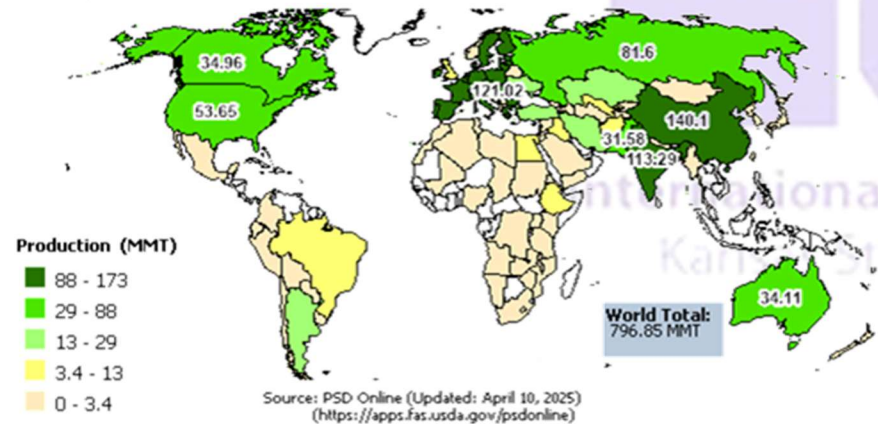 34.96
53.65
121.02
81.6
140.1
31.58
113.29
34.11
Production (MMT)
88 - 173
29 - 88
13 - 29
3.4 - 13
0 - 3.4
World Total:
796.85 MMT
Source: PSD Online (Updated: April 10, 2025)
(https://apps.fas.usda.gov/psdonline)